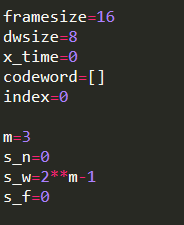 framesize=16
dwsize=8
x_time=0
codeword=[]
index=0
m=3
s_n=0
s_w=2**m-1
s_f=0